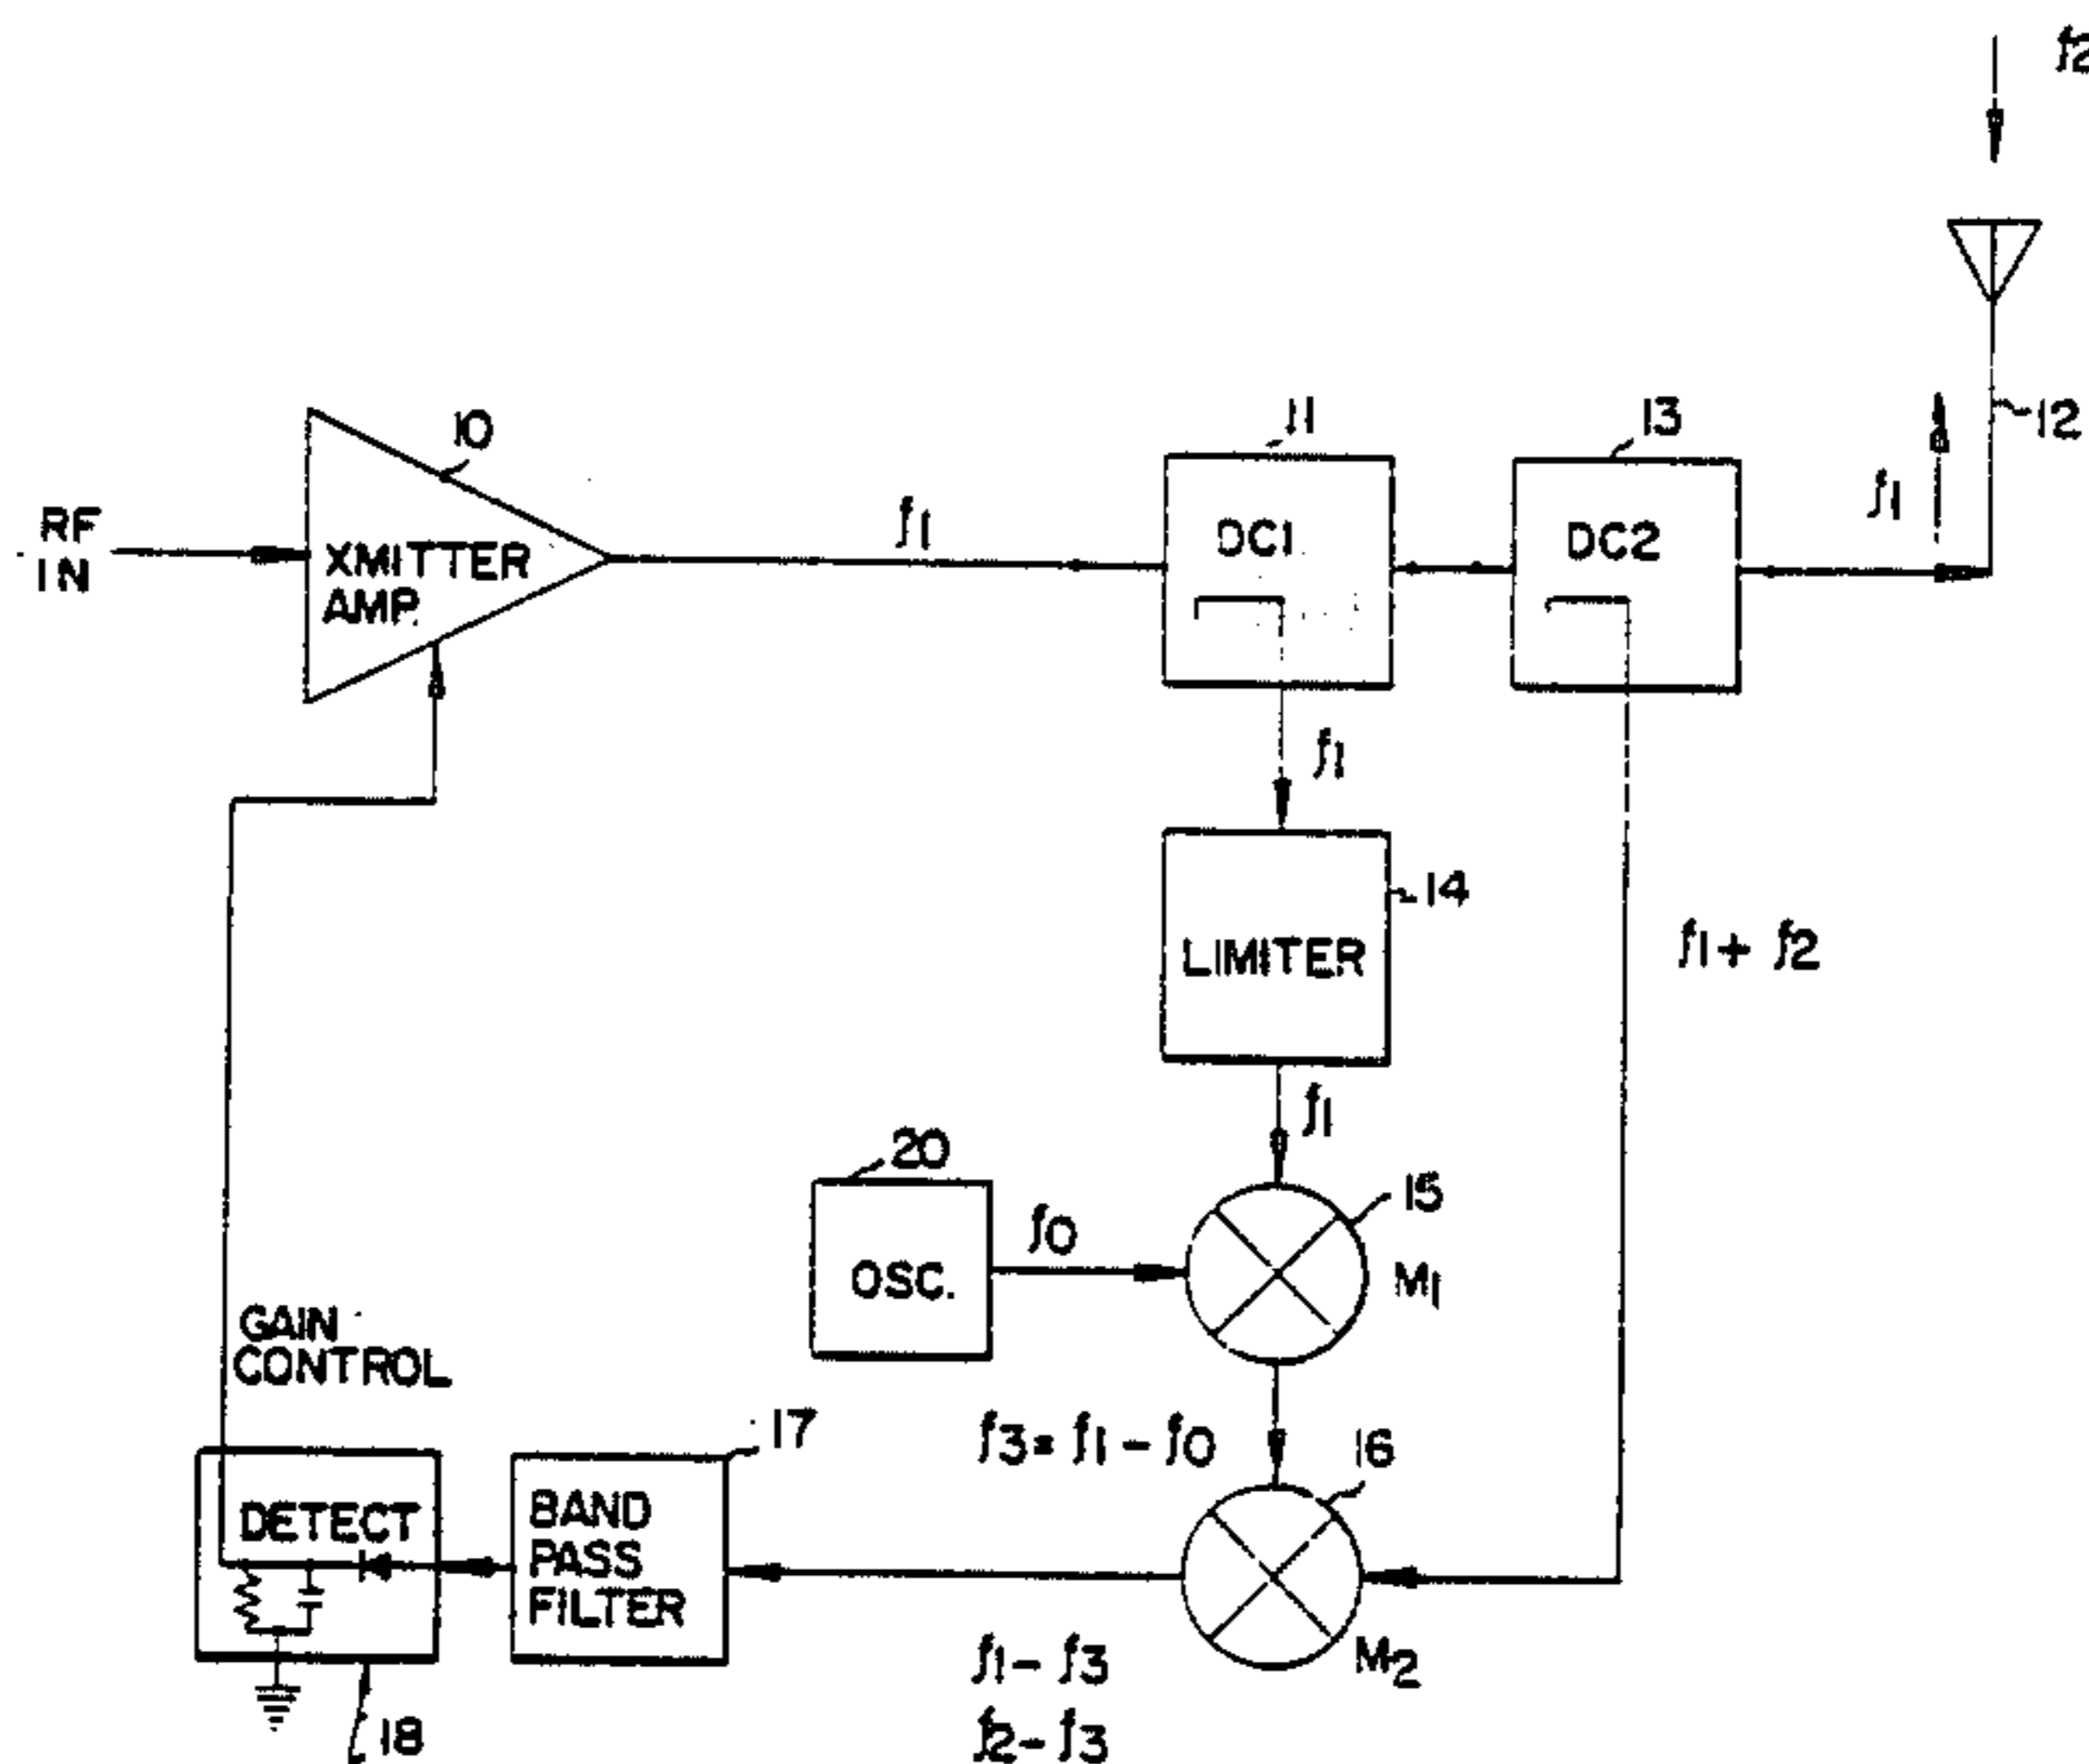 f2
10
11
13
12
RF
IN
XMITTER
AMP.
f1
DC1
DC2
f1
f1
14
LIMITER
f1 + f2
f1
20
15
OSC.
f0
M1
GAIN
CONTROL
17
f3 = f1 - f0
16
DETECT
BAND
PASS
FILTER
M2
f1 - f3
f2 - f3
18